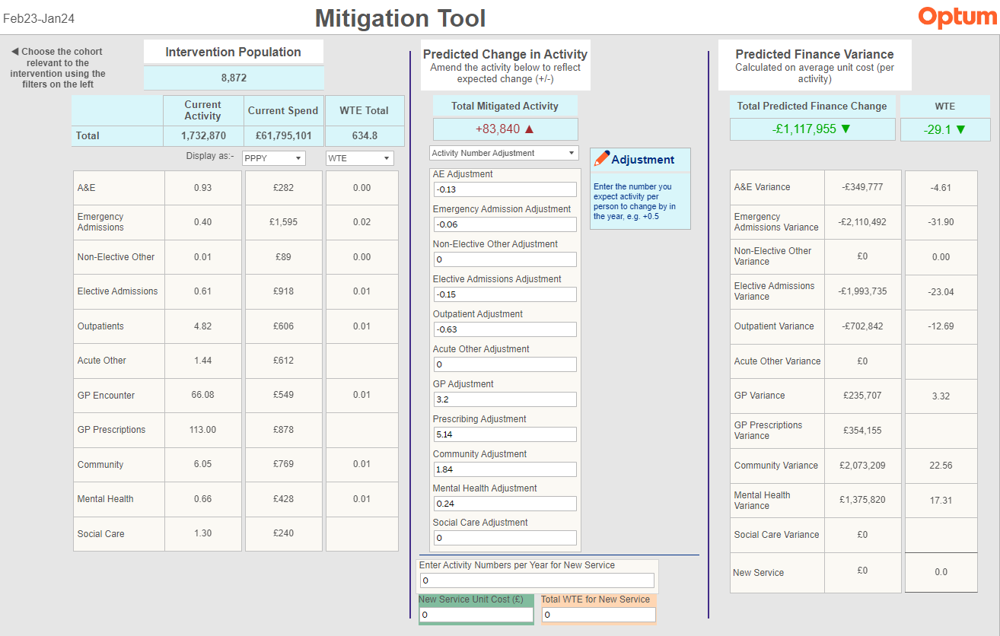 Feb23-Jan24
Mitigation Tool
Optum
◀ Choose the cohort
relevant to the
intervention using the
filters on the left
Intervention Population
8,872
Current Activity Current Spend WTE Total
Total 1,732,870 £61,795,101 634.8
Display as:- PPPY WTE
A&E 0.93 £282 0.00
Emergency Admissions 0.40 £1,595 0.02
Non-Elective Other 0.01 £89 0.00
Elective Admissions 0.61 £918 0.01
Outpatients 4.82 £606 0.01
Acute Other 1.44 £612
GP Encounter 66.08 £549 0.01
GP Prescriptions 113.00 £878
Community 6.05 £769 0.01
Mental Health 0.66 £428 0.01
Social Care 1.30 £240
Predicted Change in Activity
Amend the activity below to reflect
expected change (+/-)
Total Mitigated Activity
+83,840 ▲
Activity Number Adjustment
AE Adjustment
-0.13
Emergency Admission Adjustment
-0.06
Non-Elective Other Adjustment
0
Elective Admissions Adjustment
-0.15
Outpatient Adjustment
-0.63
Acute Other Adjustment
0
GP Adjustment
3.2
Prescribing Adjustment
5.14
Community Adjustment
1.84
Mental Health Adjustment
0.24
Social Care Adjustment
0
Adjustment
Enter the number you
expect activity per
person to change by in
the year, e.g. +0.5
Enter Activity Numbers per Year for New Service
0
New Service Unit Cost (£) Total WTE for New Service
0 0
Predicted Finance Variance
Calculated on average unit cost (per
activity)
Total Predicted Finance Change WTE
-£1,117,955 ▼ -29.1 ▼
A&E Variance -£349,777 -4.61
Emergency Admissions Variance -£2,110,492 -31.90
Non-Elective Other Variance £0 0.00
Elective Admissions Variance -£1,993,735 -23.04
Outpatient Variance -£702,842 -12.69
Acute Other Variance £0
GP Variance £235,707 3.32
GP Prescriptions Variance £354,155
Community Variance £2,073,209 22.56
Mental Health Variance £1,375,820 17.31
Social Care Variance £0
New Service £0 0.0